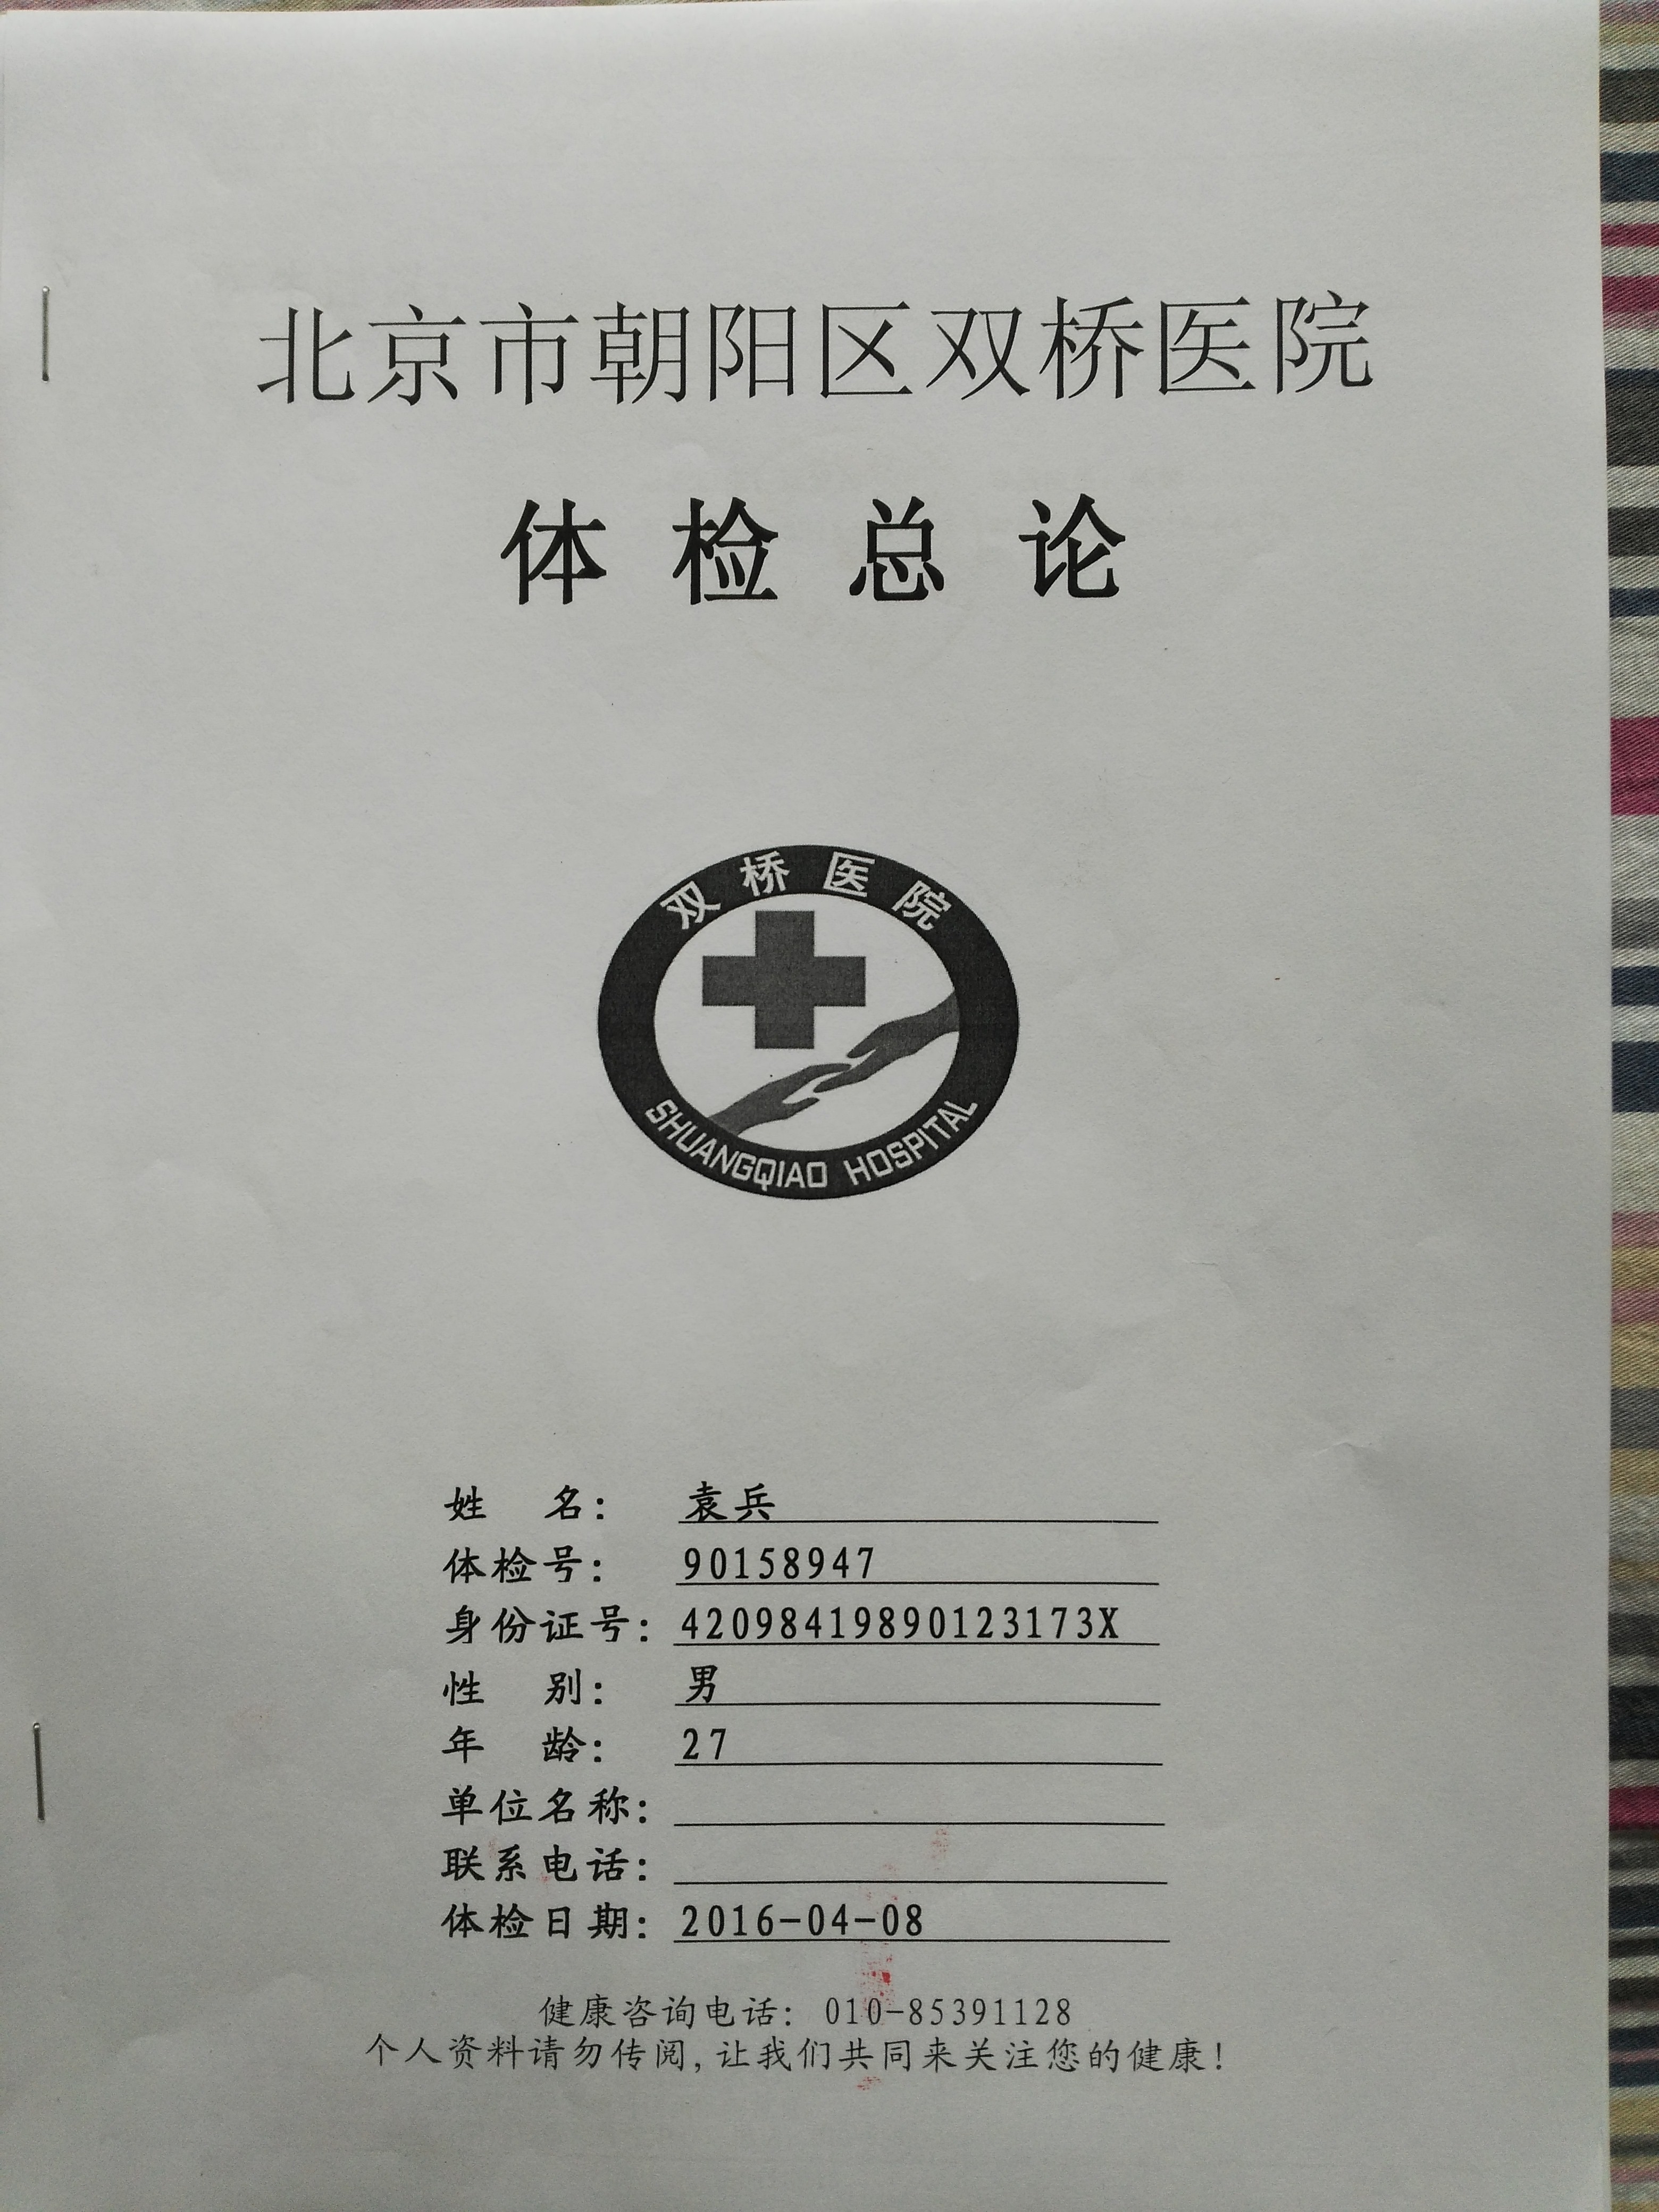 北京市朝阳区双桥医院
体检总论
双桥医院
SHUANGQIAO HOSPITAL
姓 名： 袁兵
体检号： 90158947
身份证号： 42098419890123173X
性 别： 男
年 龄： 27
单位名称：
联系电话：
体检日期： 2016-04-08
健康咨询电话： 010-85391128
个人资料请勿传阅，让我们共同来关注您的健康！